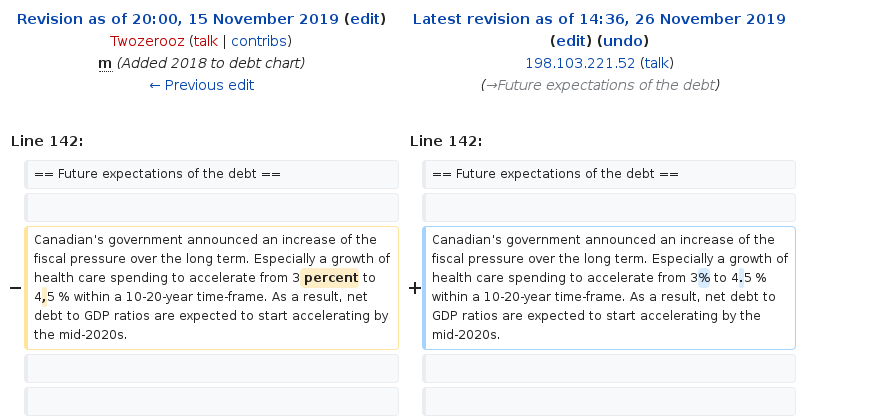 Revision as of 20:00, 15 November 2019 (edit)
Twozerooz (talk | contribs)
m (Added 2018 to debt chart)
← Previous edit
Latest revision as of 14:36, 26 November 2019
(edit) (undo)
198.103.221.52 (talk)
(→Future expectations of the debt)
Line 142:
Line 142:
== Future expectations of the debt ==
== Future expectations of the debt ==
−
Canadian's government announced an increase of the
fiscal pressure over the long term. Especially a growth of
health care spending to accelerate from 3 percent to
4,5 % within a 10-20-year time-frame. As a result, net
debt to GDP ratios are expected to start accelerating by
the mid-2020s.
+
Canadian's government announced an increase of the
fiscal pressure over the long term. Especially a growth of
health care spending to accelerate from 3% to 4.5 %
within a 10-20-year time-frame. As a result, net debt to
GDP ratios are expected to start accelerating by the
mid-2020s.